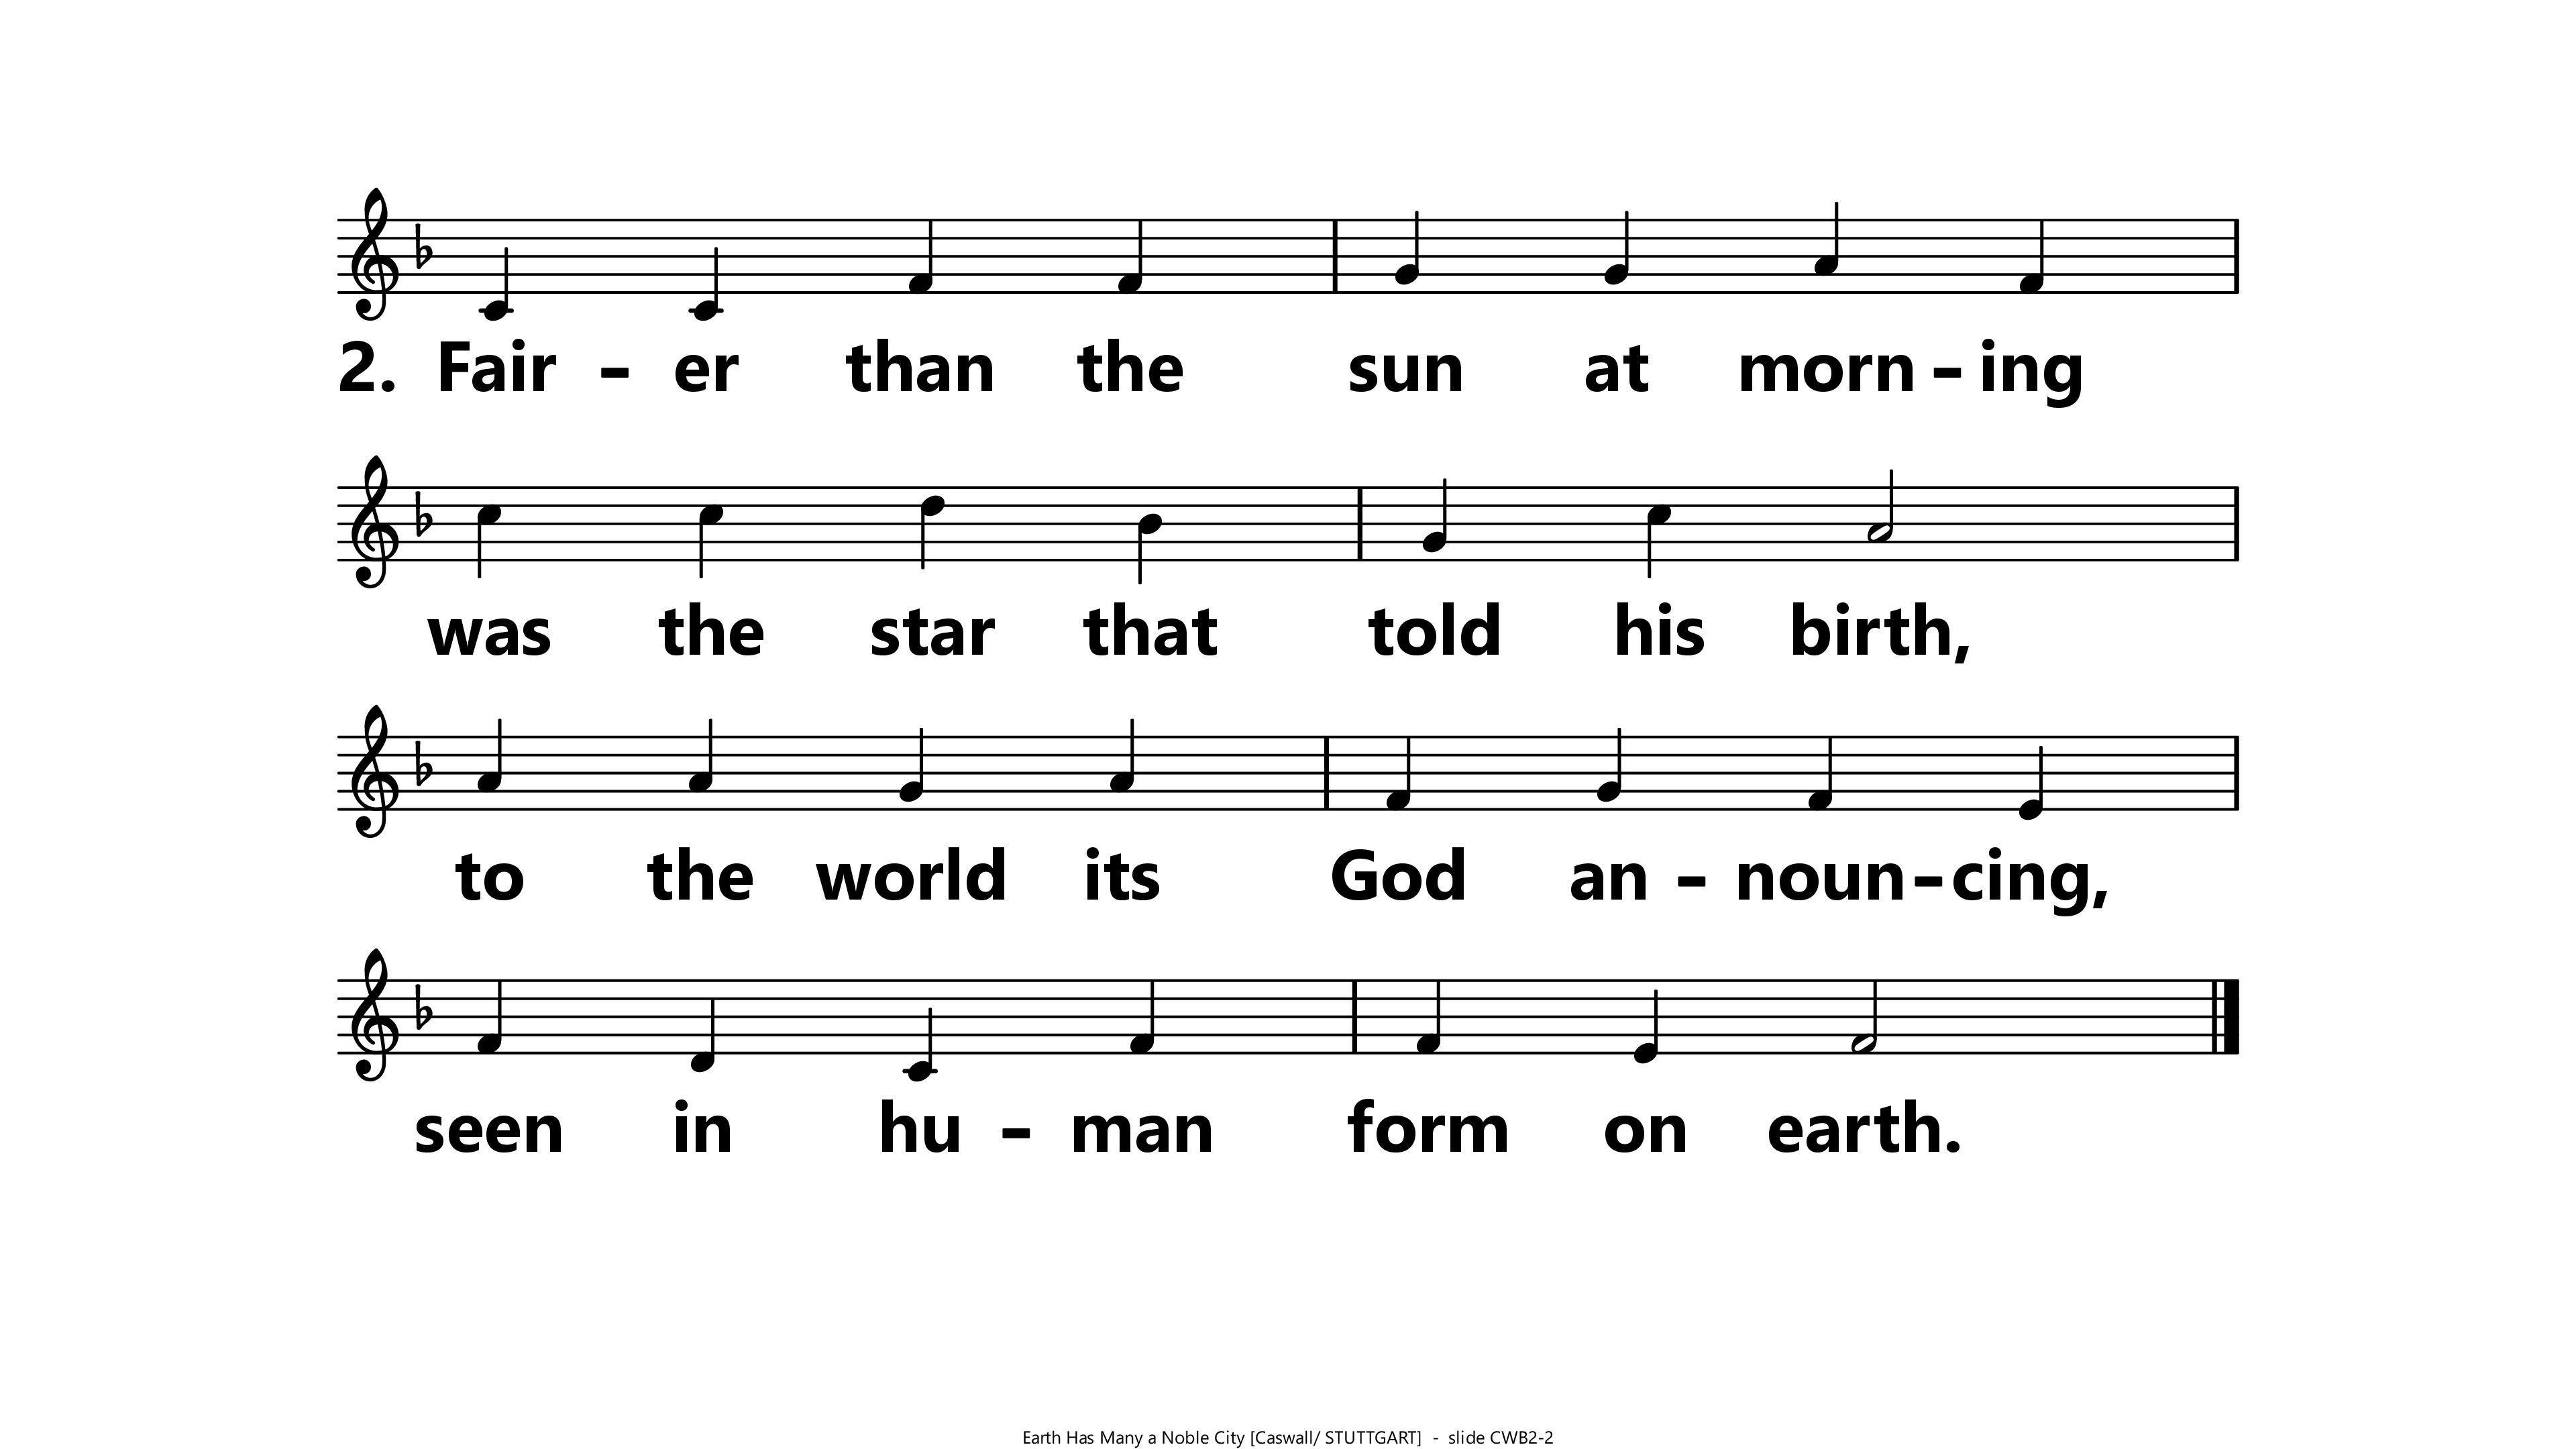 2. Fair - er than the sun at morn - ing
was the star that told his birth,
to the world its God an - noun - cing,
seen in hu - man form on earth.
Earth Has Many a Noble City [Caswall/ STUTTGART] - slide CWB2-2